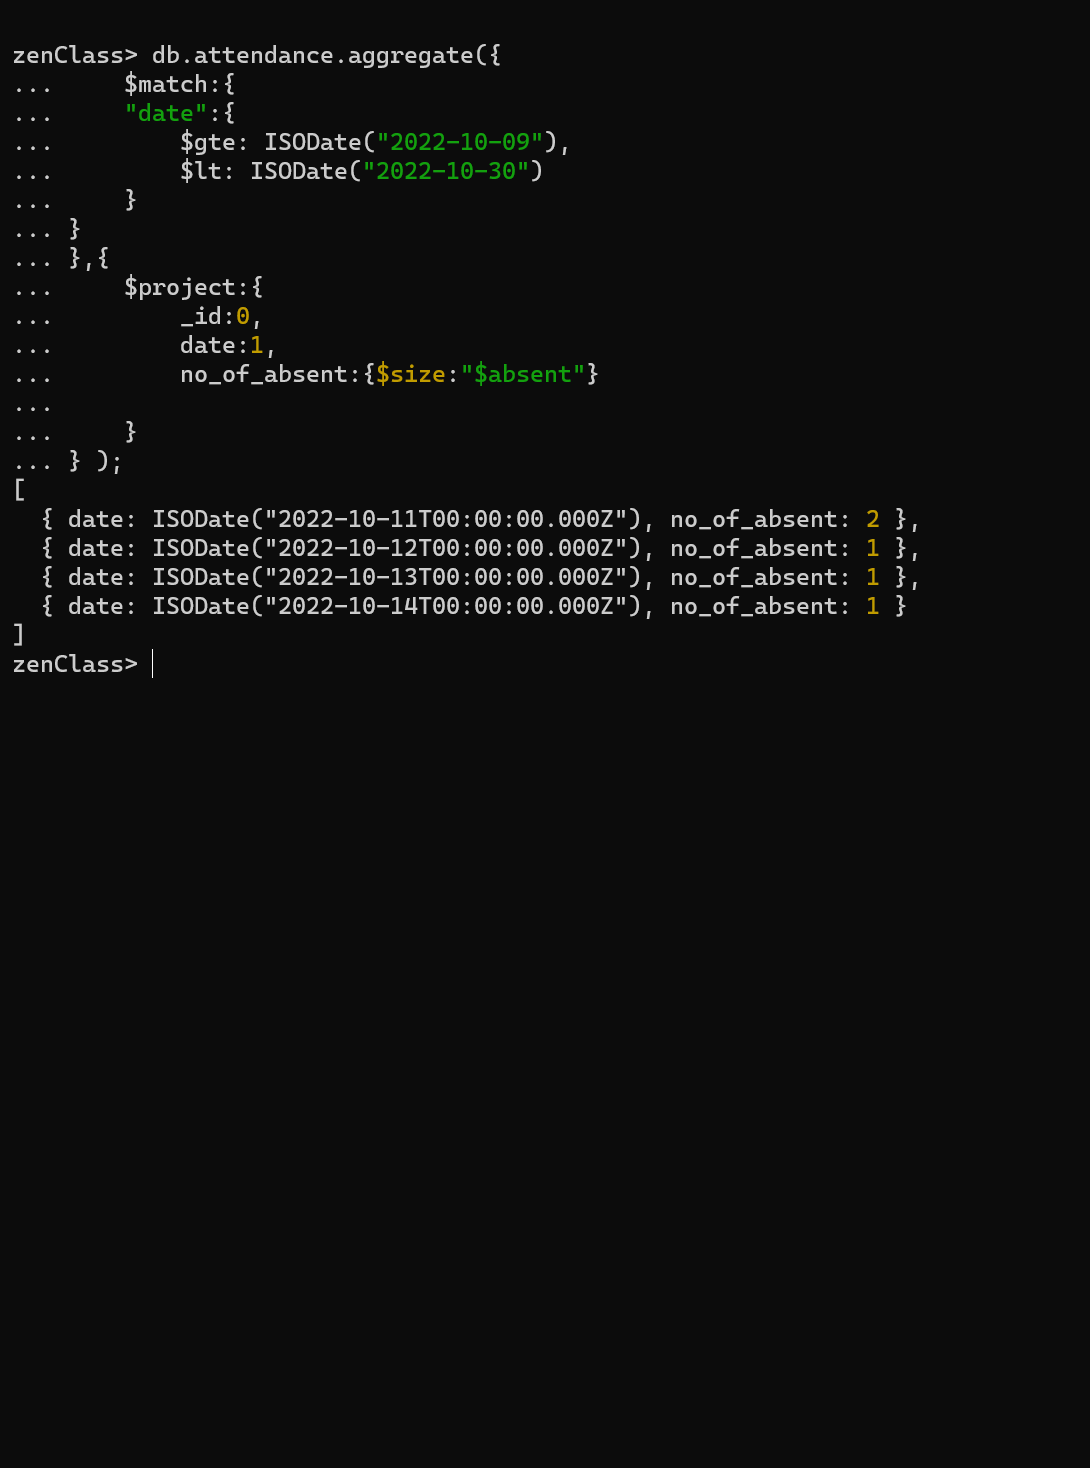 zenClass> db.attendance.aggregate({
...     $match:{
...     "date":{
...         $gte: ISODate("2022-10-09"),
...         $lt: ISODate("2022-10-30")
...     }
... }
... },{
...     $project:{
...         _id:0,
...         date:1,
...         no_of_absent:{$size:"$absent"}
...
...     }
... } );
[
  { date: ISODate("2022-10-11T00:00:00.000Z"), no_of_absent: 2 },
  { date: ISODate("2022-10-12T00:00:00.000Z"), no_of_absent: 1 },
  { date: ISODate("2022-10-13T00:00:00.000Z"), no_of_absent: 1 },
  { date: ISODate("2022-10-14T00:00:00.000Z"), no_of_absent: 1 }
]
zenClass>